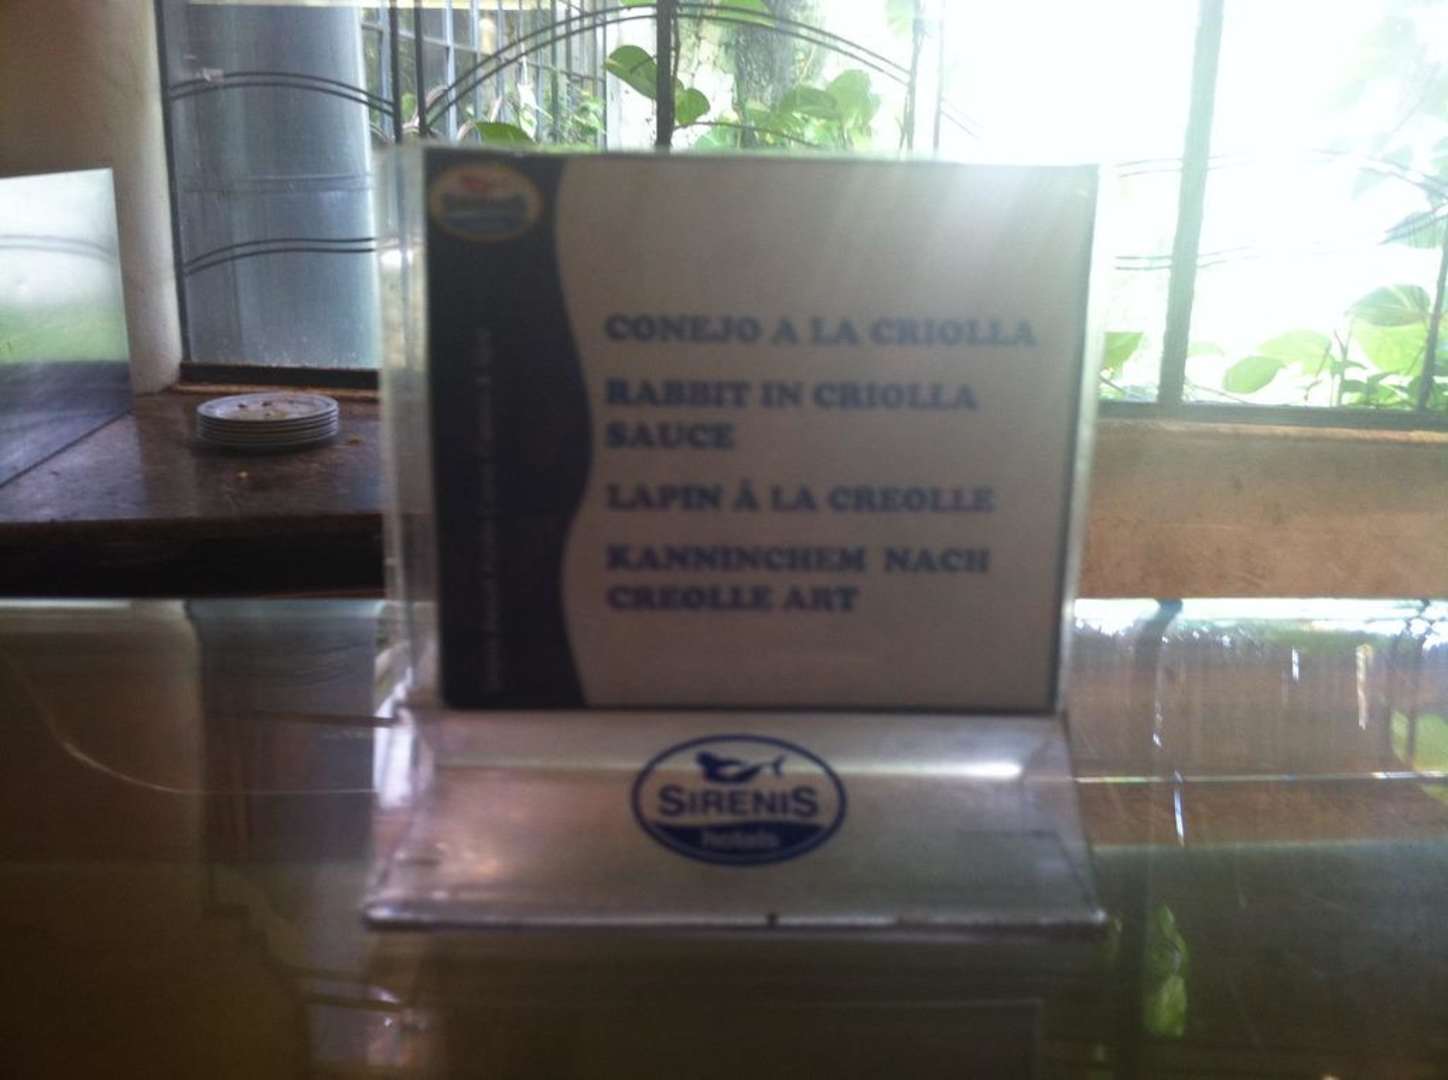 CONEJO A LA CRIOLLA
RABBIT IN CRIOLLA
SAUCE
LAPIN À LA CREOLLE
KANNINCHEM NACH
CREOLLE ART
SIRENIS
hotels